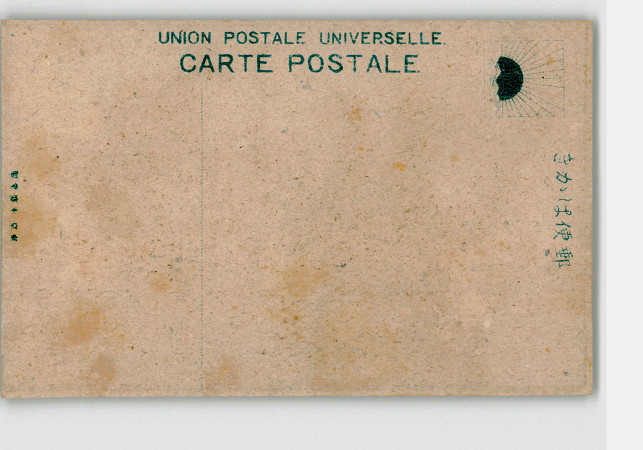 UNION POSTALE UNIVERSELLE.
CARTE POSTALE
きかは便郵